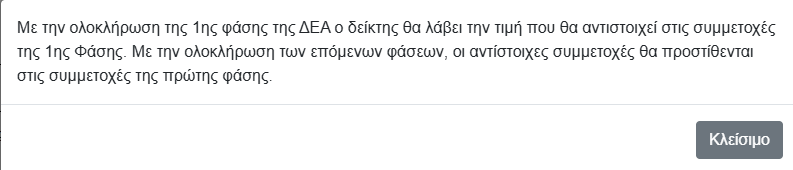 Με την ολοκλήρωση της 1ης φάσης της ΔΕΑ ο δείκτης θα λάβει την τιμή που θα αντιστοιχεί στις συμμετοχές
της 1ης Φάσης. Με την ολοκλήρωση των επόμενων φάσεων, οι αντίστοιχες συμμετοχές θα προστίθενται
στις συμμετοχές της πρώτης φάσης.
Κλείσιμο